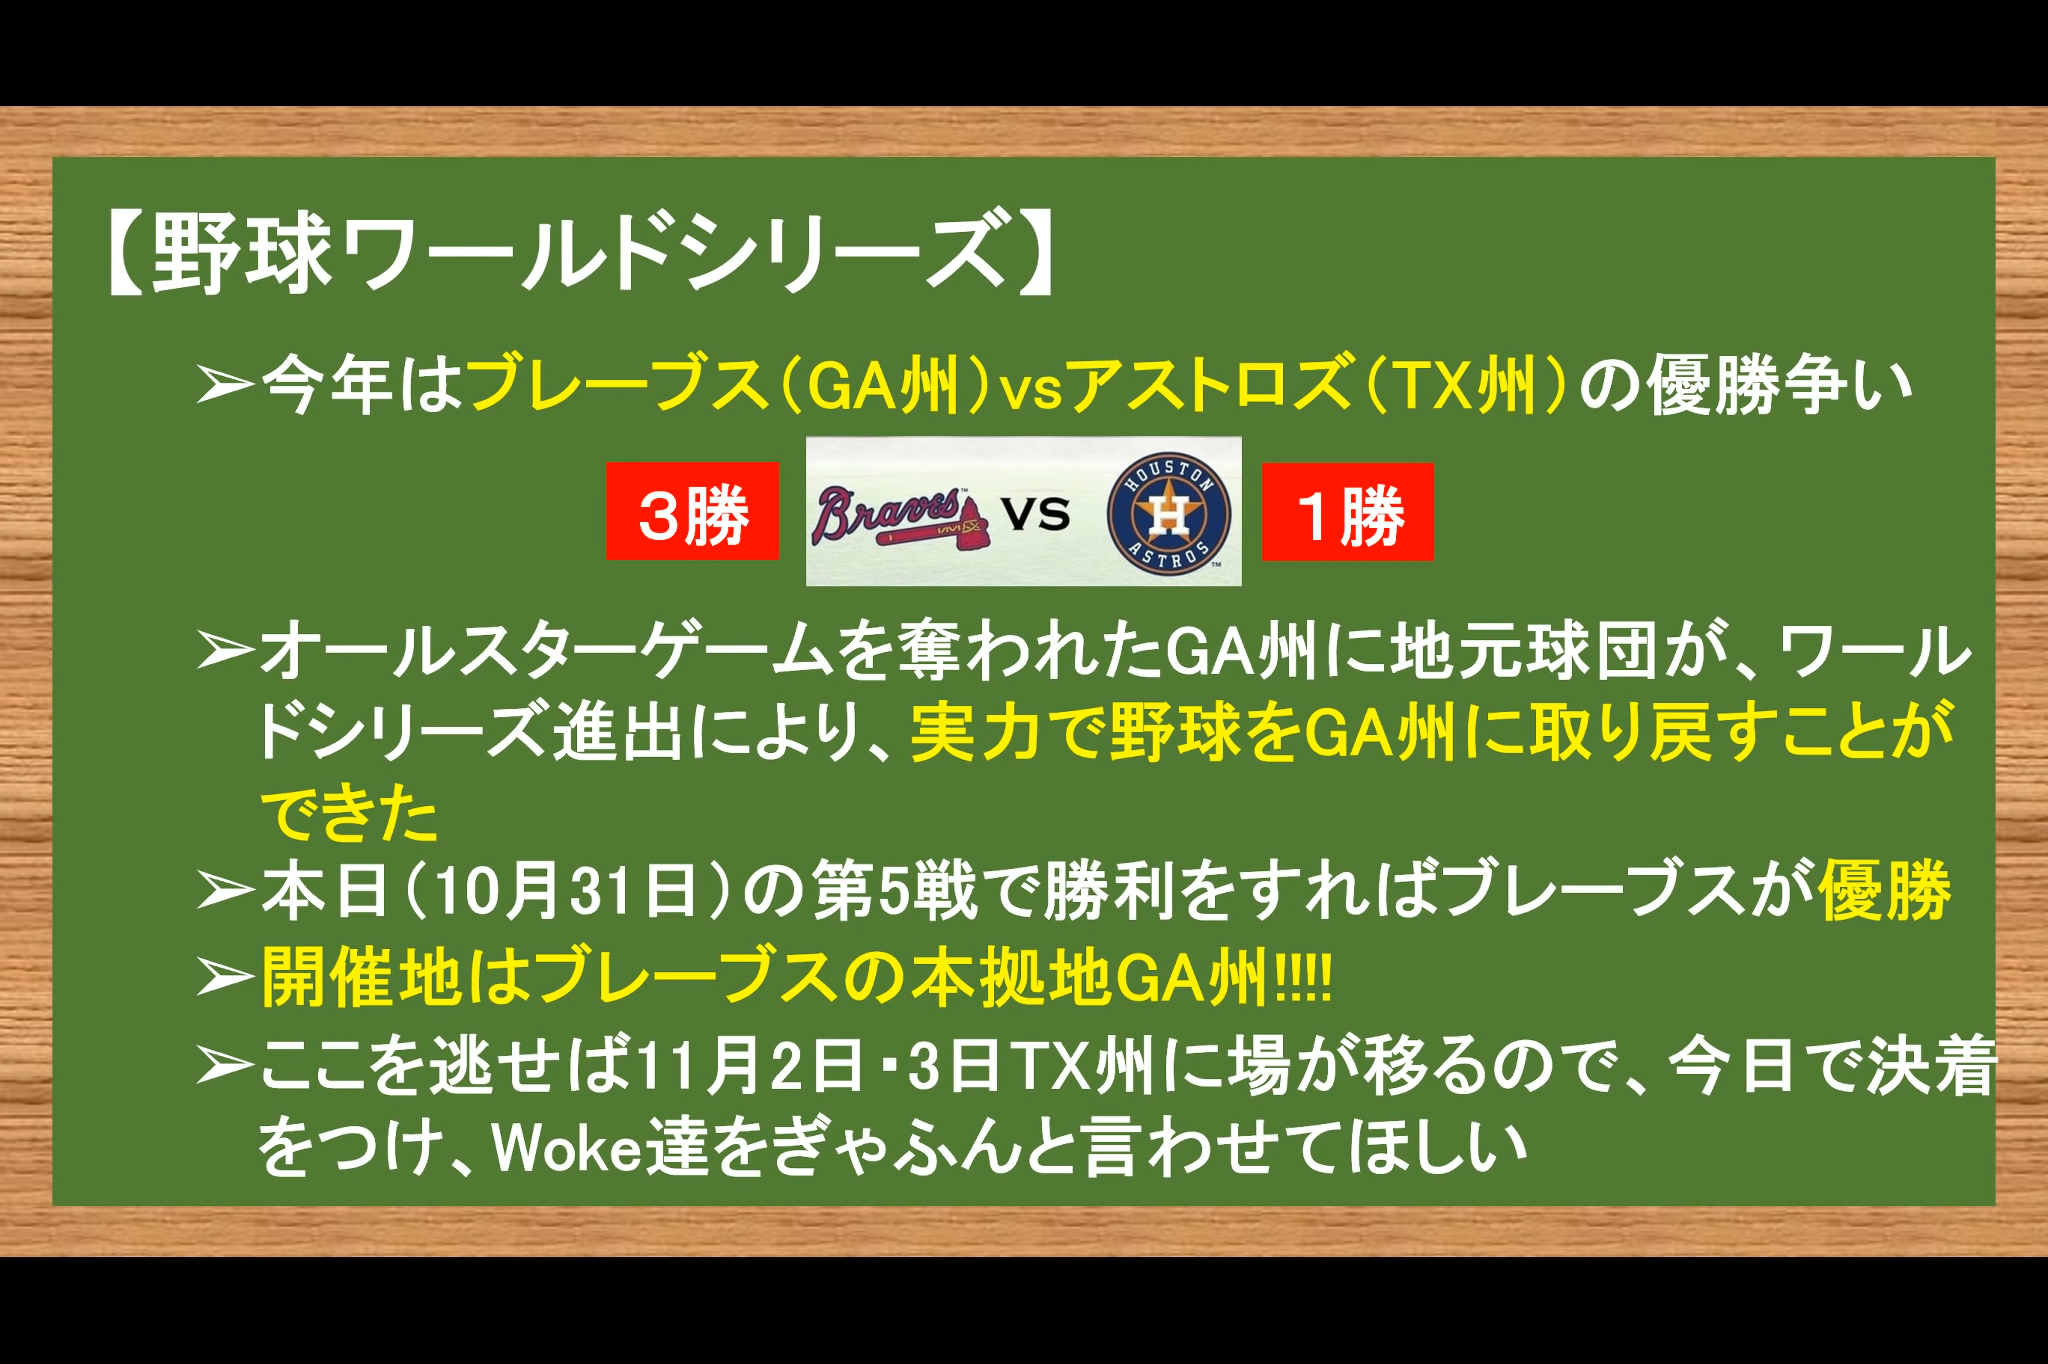 【野球ワールドシリーズ】
➢今年はブレーブス（GA州）vsアストロズ（TX州）の優勝争い
３勝 Braves™ VS HOUSTON H ASTROS™ １勝
➢オールスターゲームを奪われたGA州に地元球団が、ワール
ドシリーズ進出により、実力で野球をGA州に取り戻すことが
できた
➢本日（10月31日）の第5戦で勝利をすればブレーブスが優勝
➢開催地はブレーブスの本拠地GA州!!!!
➢ここを逃せば11月2日・3日TX州に場が移るので、今日で決着
をつけ、Woke達をぎゃふんと言わせてほしい